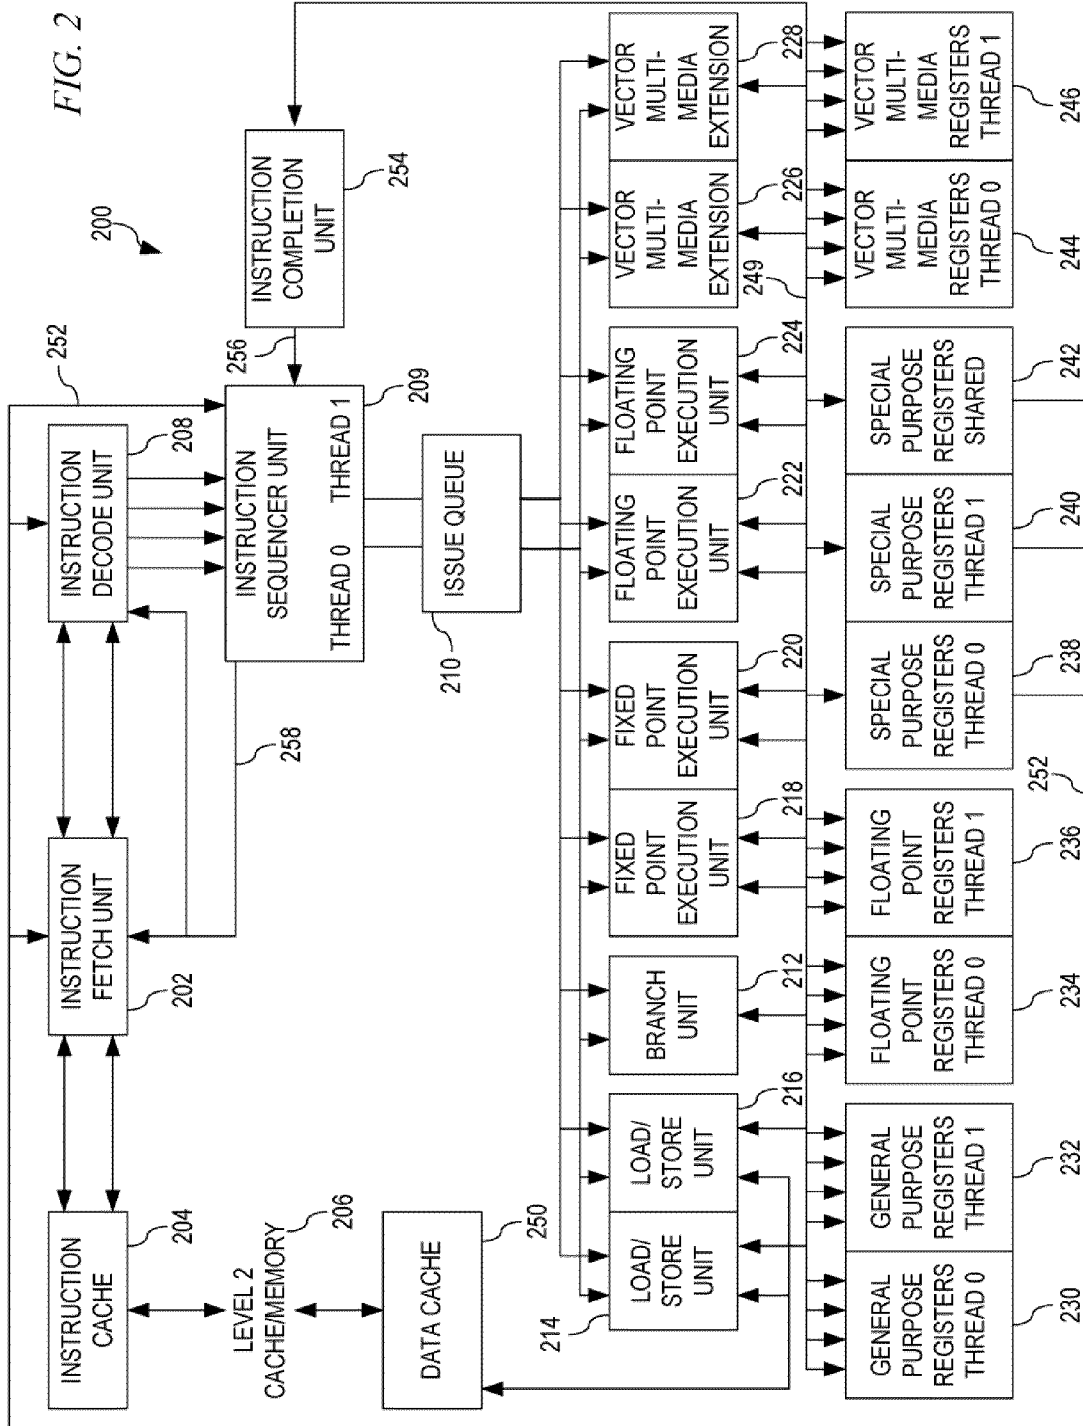 FIG. 2
200
252
INSTRUCTION
CACHE
204
INSTRUCTION
FETCH UNIT
202
INSTRUCTION
DECODE UNIT
208
LEVEL 2
CACHE/MEMORY
206
258
INSTRUCTION
SEQUENCER UNIT
THREAD 0
THREAD 1
209
256
INSTRUCTION
COMPLETION
UNIT
254
DATA CACHE
250
ISSUE QUEUE
210
LOAD/
STORE
UNIT
214
LOAD/
STORE
UNIT
216
BRANCH
UNIT
212
FIXED
POINT
EXECUTION
UNIT
218
FIXED
POINT
EXECUTION
UNIT
220
FLOATING
POINT
EXECUTION
UNIT
222
FLOATING
POINT
EXECUTION
UNIT
224
VECTOR
MULTI-
MEDIA
EXTENSION
226
VECTOR
MULTI-
MEDIA
EXTENSION
228
249
GENERAL
PURPOSE
REGISTERS
THREAD 0
230
GENERAL
PURPOSE
REGISTERS
THREAD 1
232
FLOATING
POINT
REGISTERS
THREAD 0
234
FLOATING
POINT
REGISTERS
THREAD 1
236
SPECIAL
PURPOSE
REGISTERS
THREAD 0
238
SPECIAL
PURPOSE
REGISTERS
THREAD 1
240
SPECIAL
PURPOSE
REGISTERS
SHARED
242
VECTOR
MULTI-
MEDIA
REGISTERS
THREAD 0
244
VECTOR
MULTI-
MEDIA
REGISTERS
THREAD 1
246
252